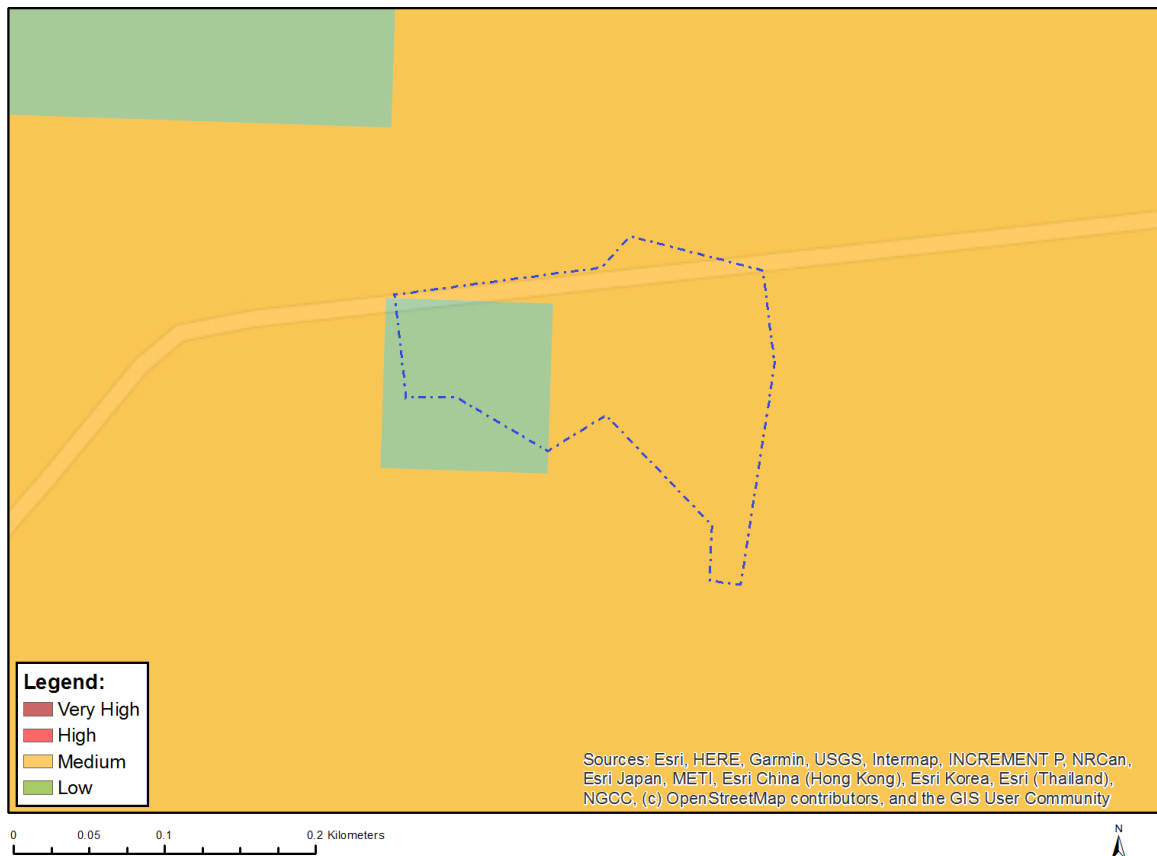 Legend:
Very High
High
Medium
Low
Sources: Esri, HERE, Garmin, USGS, Intermap, INCREMENT P, NRCan,
Esri Japan, METI, Esri China (Hong Kong), Esri Korea, Esri (Thailand),
NGCC, (c) OpenStreetMap contributors, and the GIS User Community
0 0.05 0.1 0.2 Kilometers
N